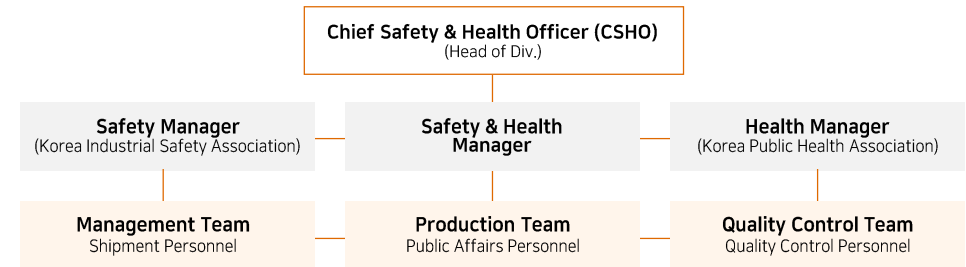 Chief Safety & Health Officer (CSHO)
(Head of Div.)
Safety Manager
(Korea Industrial Safety Association)
Safety & Health
Manager
Health Manager
(Korea Public Health Association)
Management Team
Shipment Personnel
Production Team
Public Affairs Personnel
Quality Control Team
Quality Control Personnel